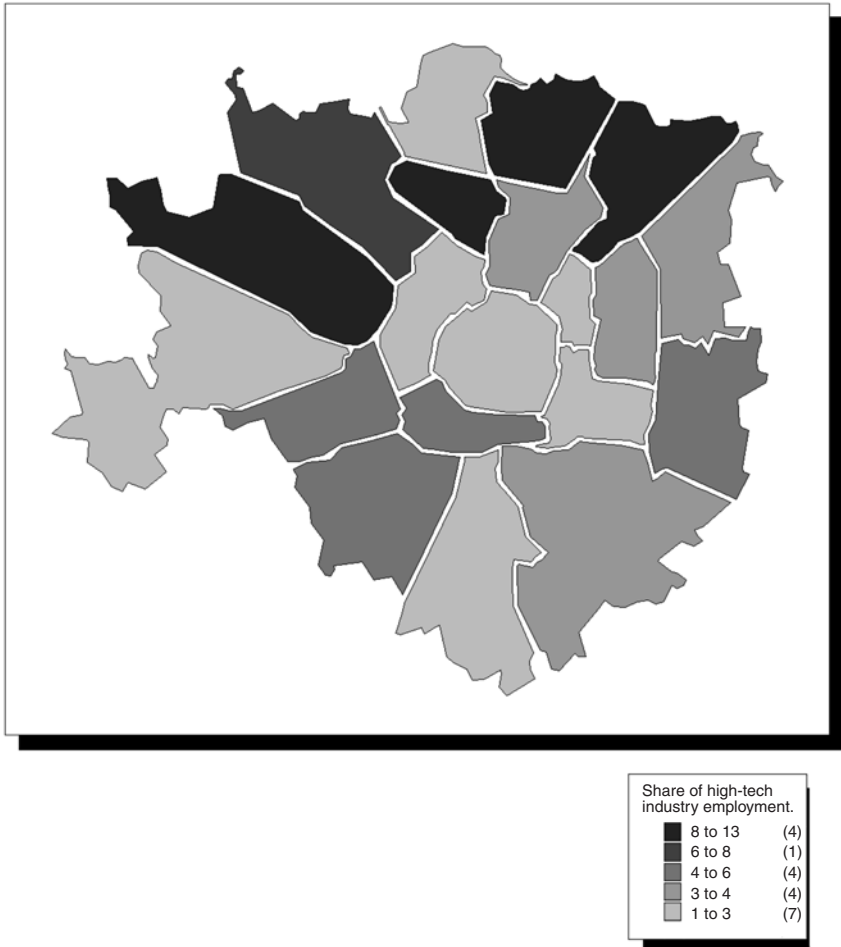 Share of high-tech
industry employment.
8 to 13 (4)
6 to 8 (1)
4 to 6 (4)
3 to 4 (4)
1 to 3 (7)